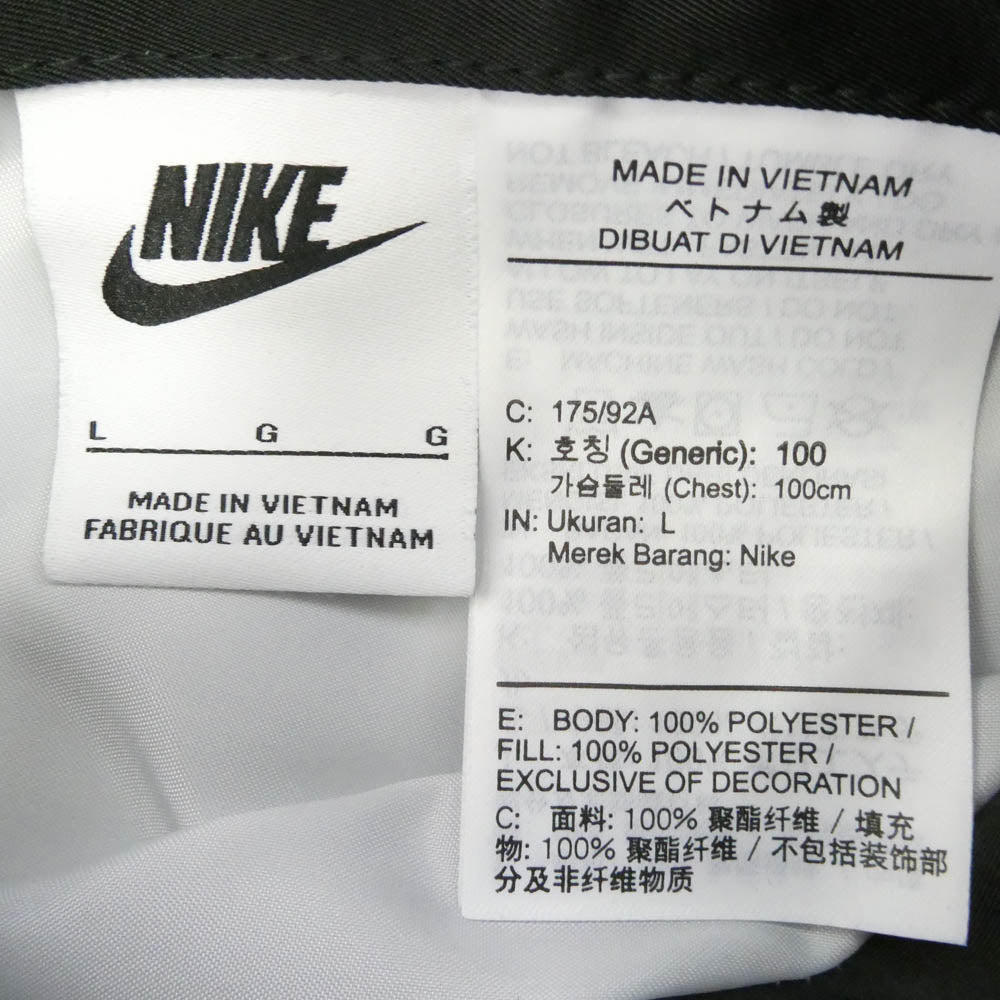 NIKE
L G G
MADE IN VIETNAM
FABRIQUE AU VIETNAM
MADE IN VIETNAM
ベトナム製
DIBUAT DI VIETNAM
C: 175/92A
K: 호칭 (Generic): 100
가슴둘레 (Chest): 100cm
IN: Ukuran: L
Merek Barang: Nike
E: BODY: 100% POLYESTER /
FILL: 100% POLYESTER /
EXCLUSIVE OF DECORATION
C: 面料: 100% 聚酯纤维 / 填充
物: 100% 聚酯纤维 / 不包括装饰部
分及非纤维物质